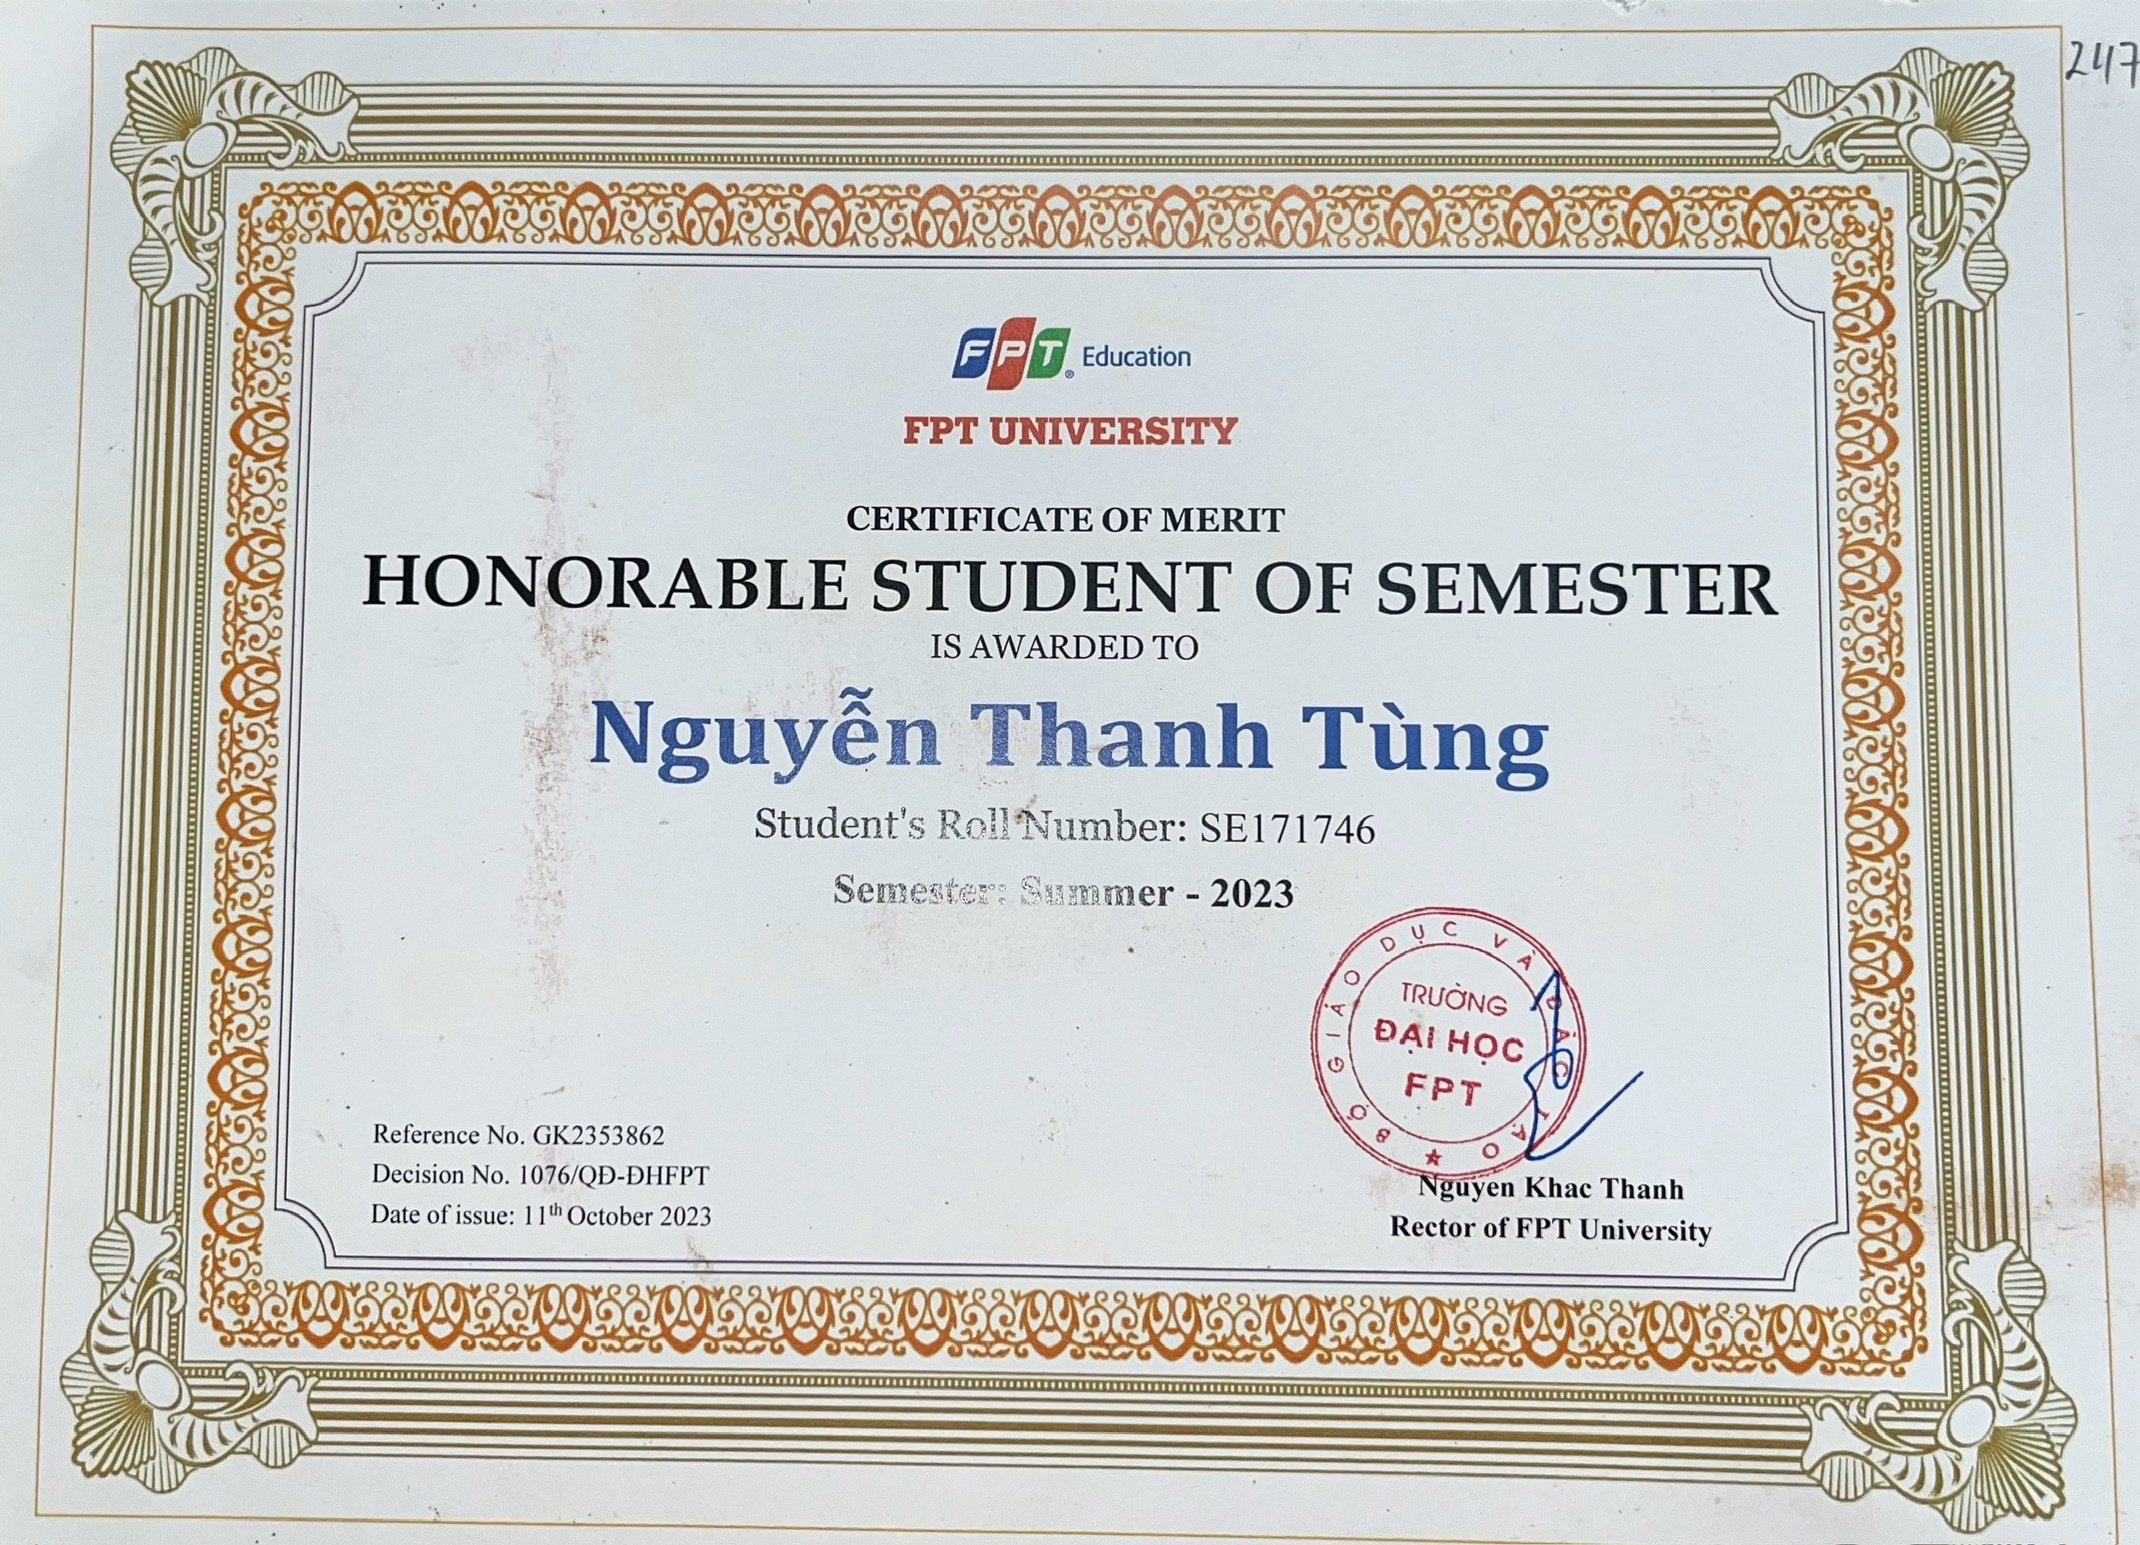 247
FPT Education
FPT UNIVERSITY
CERTIFICATE OF MERIT
HONORABLE STUDENT OF SEMESTER
IS AWARDED TO
Nguyễn Thanh Tùng
Student's Roll Number: SE171746
Semester: Summer - 2023
BỘ GIÁO DỤC VÀ ĐÀO TẠO
TRƯỜNG
ĐẠI HỌC
FPT
Reference No. GK2353862
Decision No. 1076/QĐ-ĐHFPT
Date of issue: 11th October 2023
Nguyen Khac Thanh
Rector of FPT University